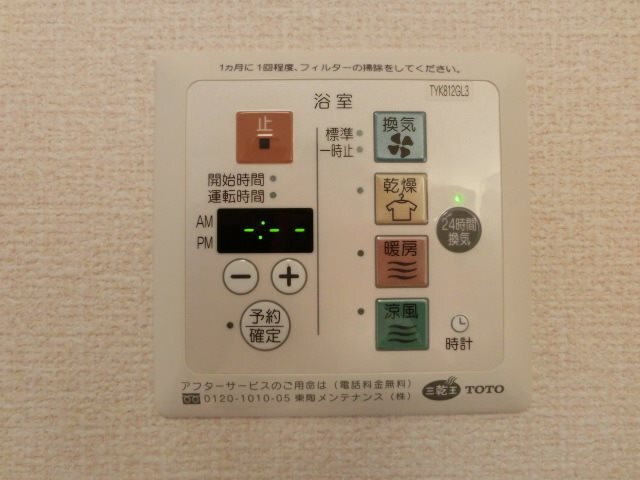 1ヵ月に1回程度、フィルターの掃除をしてください。
TYK812GL3
浴室
止
標準
一時止
換気
開始時間
運転時間
乾燥
AM
PM
-:--
24時間
換気
暖房
− +
予約
確定
涼風
時計
アフターサービスのご用命は（電話料金無料）
0120-1010-05 東陶メンテナンス（株）
三乾王 TOTO